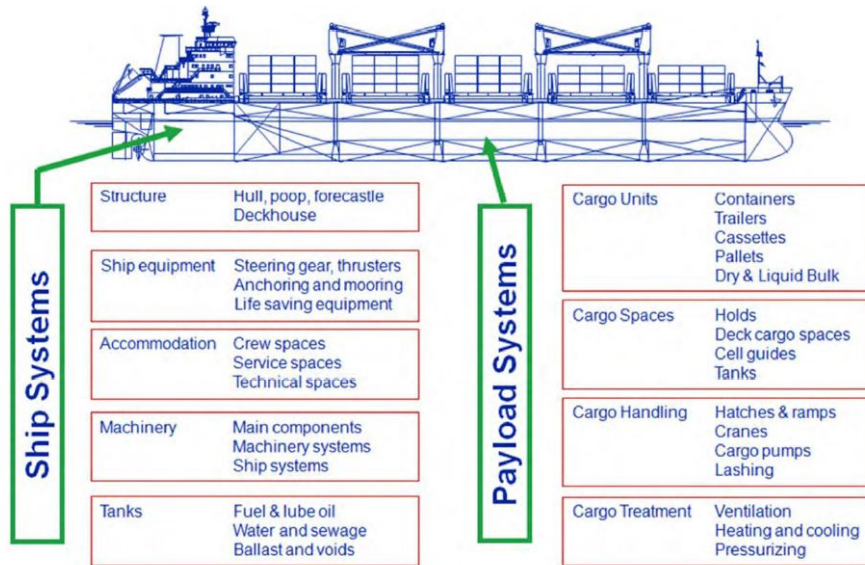 Ship Systems
Structure Hull, poop, forecastle
Deckhouse
Ship equipment Steering gear, thrusters
Anchoring and mooring
Life saving equipment
Accommodation Crew spaces
Service spaces
Technical spaces
Machinery Main components
Machinery systems
Ship systems
Tanks Fuel & lube oil
Water and sewage
Ballast and voids
Payload Systems
Cargo Units Containers
Trailers
Cassettes
Pallets
Dry & Liquid Bulk
Cargo Spaces Holds
Deck cargo spaces
Cell guides
Tanks
Cargo Handling Hatches & ramps
Cranes
Cargo pumps
Lashing
Cargo Treatment Ventilation
Heating and cooling
Pressurizing